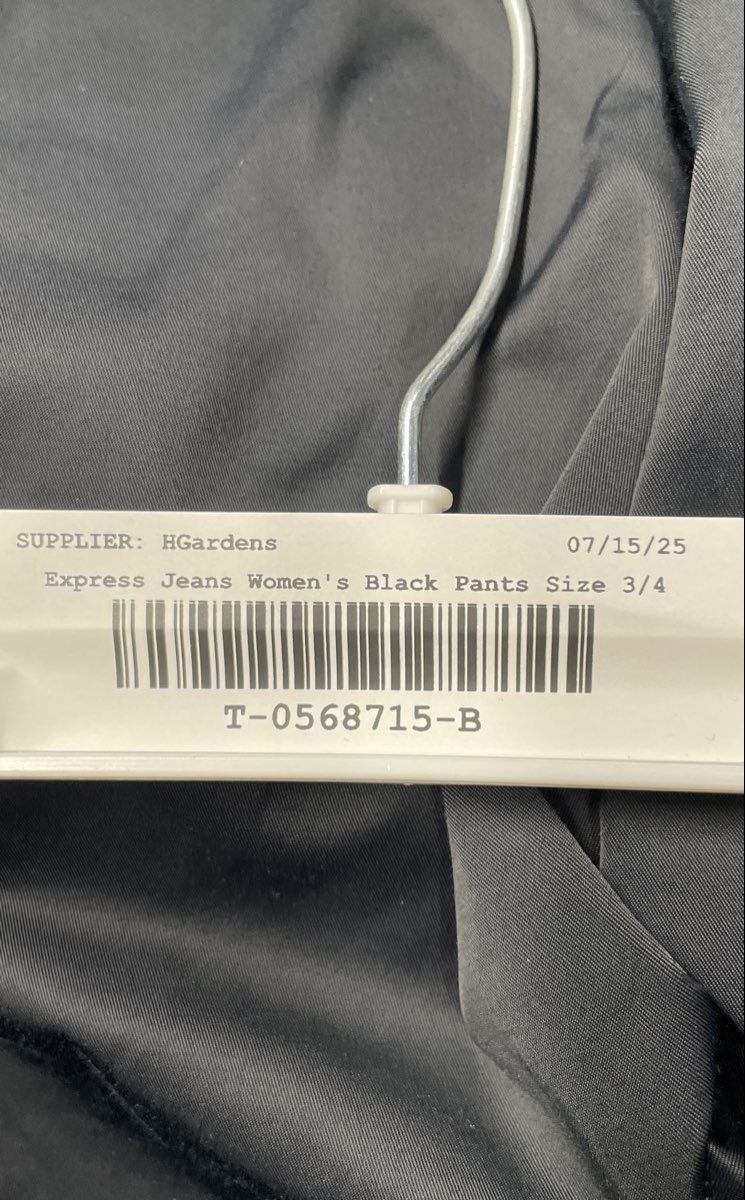 SUPPLIER: HGardens 07/15/25
Express Jeans Women's Black Pants Size 3/4
T-0568715-B